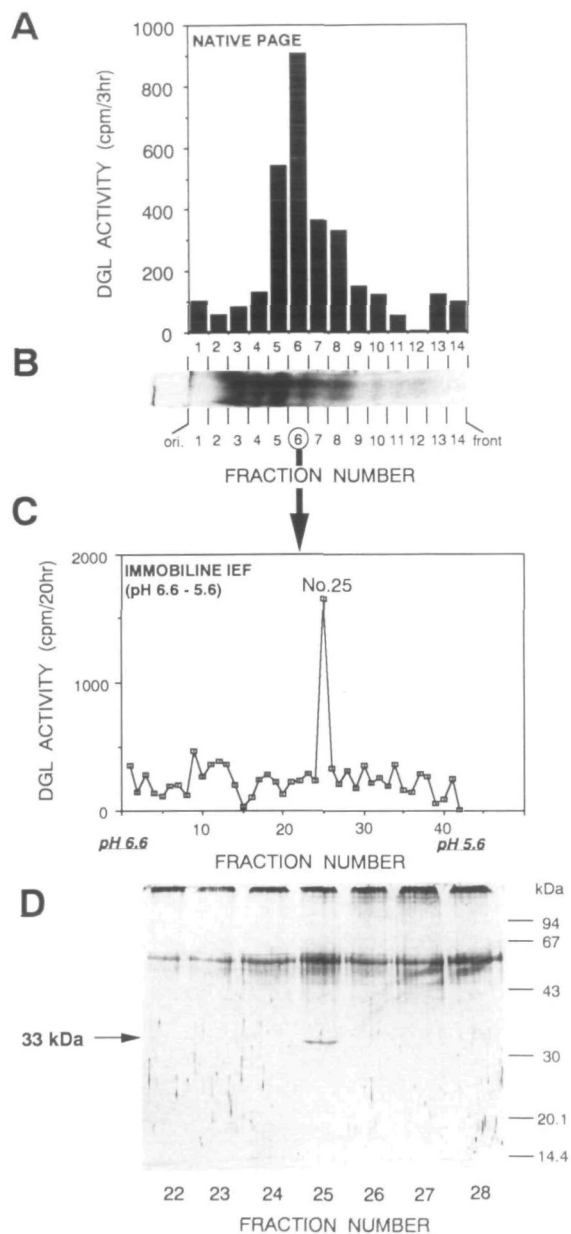 A
NATIVE PAGE
1000
800
600
400
200
0
DGL ACTIVITY (cpm/3hr)
1 2 3 4 5 6 7 8 9 10 11 12 13 14
B
ori. 1 2 3 4 5 6 7 8 9 10 11 12 13 14 front
FRACTION NUMBER
C
IMMOBILINE IEF
(pH 6.6 - 5.6)
No.25
2000
1000
0
DGL ACTIVITY (cpm/20hr)
10 20 30 40
pH 6.6 pH 5.6
FRACTION NUMBER
D
kDa
94
67
43
33 kDa
30
20.1
14.4
22 23 24 25 26 27 28
FRACTION NUMBER